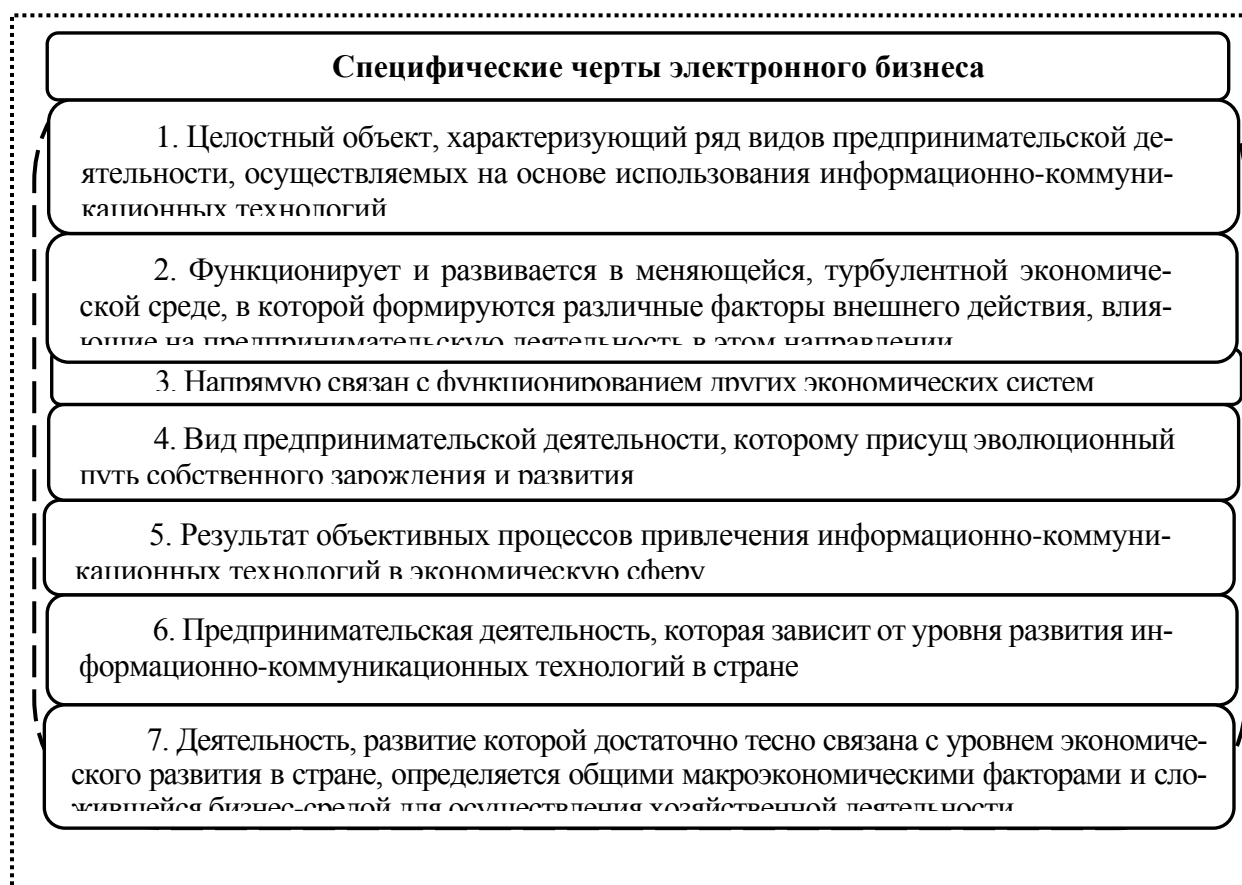 Специфические черты электронного бизнеса
1. Целостный объект, характеризующий ряд видов предпринимательской де-
ятельности, осуществляемых на основе использования информационно-коммуни-
кационных технологий
2. Функционирует и развивается в меняющейся, турбулентной экономиче-
ской среде, в которой формируются различные факторы внешнего действия, влия-
ющие на предпринимательскую деятельность в этом направлении
3. Напрямую связан с функционированием других экономических систем
4. Вид предпринимательской деятельности, которому присущ эволюционный
путь собственного зарождения и развития
5. Результат объективных процессов привлечения информационно-коммуни-
кационных технологий в экономическую сферу
6. Предпринимательская деятельность, которая зависит от уровня развития ин-
формационно-коммуникационных технологий в стране
7. Деятельность, развитие которой достаточно тесно связана с уровнем экономиче-
ского развития в стране, определяется общими макроэкономическими факторами и сло-
жившейся бизнес-средой для осуществления хозяйственной деятельности